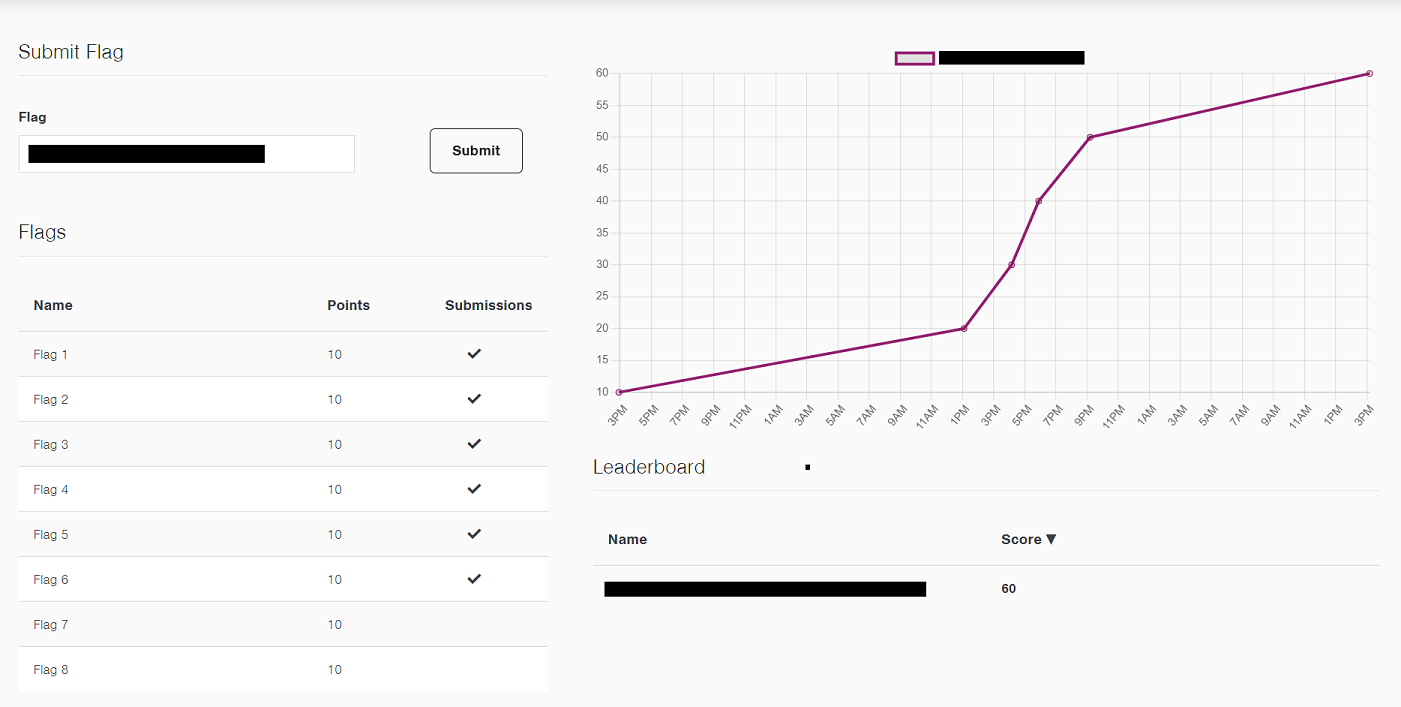 Submit Flag
Flag
Submit
Flags
Name Points Submissions
Flag 1 10
Flag 2 10
Flag 3 10
Flag 4 10
Flag 5 10
Flag 6 10
Flag 7 10
Flag 8 10
60
55
50
45
40
35
30
25
20
15
10
3PM 5PM 7PM 9PM 11PM 1AM 3AM 5AM 7AM 9AM 11AM 1PM 3PM 5PM 7PM 9PM 11PM 1AM 3AM 5AM 7AM 9AM 11AM 1PM 3PM
Leaderboard
Name Score ▼
60